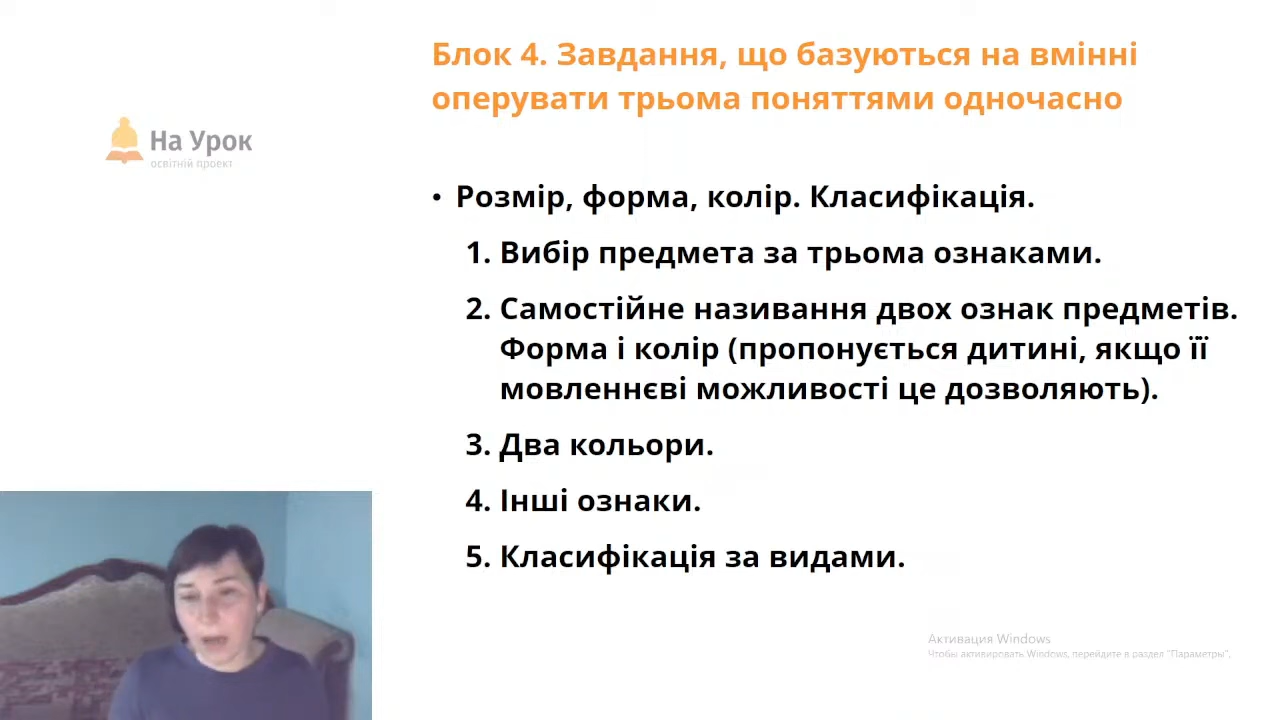 Блок 4. Завдання, що базуються на вмінні
оперувати трьома поняттями одночасно
На Урок
освітній проект
• Розмір, форма, колір. Класифікація.
1. Вибір предмета за трьома ознаками.
2. Самостійне називання двох ознак предметів.
Форма і колір (пропонується дитині, якщо її
мовленнєві можливості це дозволяють).
3. Два кольори.
4. Інші ознаки.
5. Класифікація за видами.
Активация Windows
Чтобы активировать Windows, перейдите в раздел "Параметры".